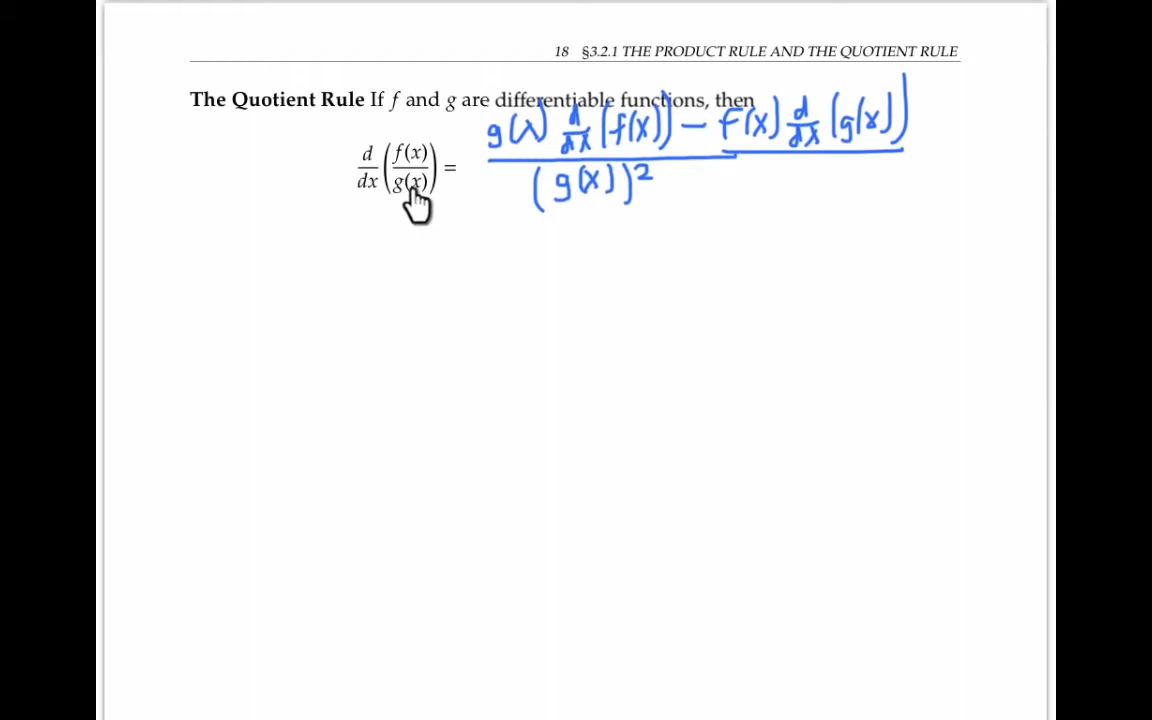 18 §3.2.1 THE PRODUCT RULE AND THE QUOTIENT RULE
The Quotient Rule If f and g are differentiable functions, then
g(x) d/dx (f(x)) - f(x) d/dx (g(x))
d/dx (f(x)/g(x)) =
(g(x))²